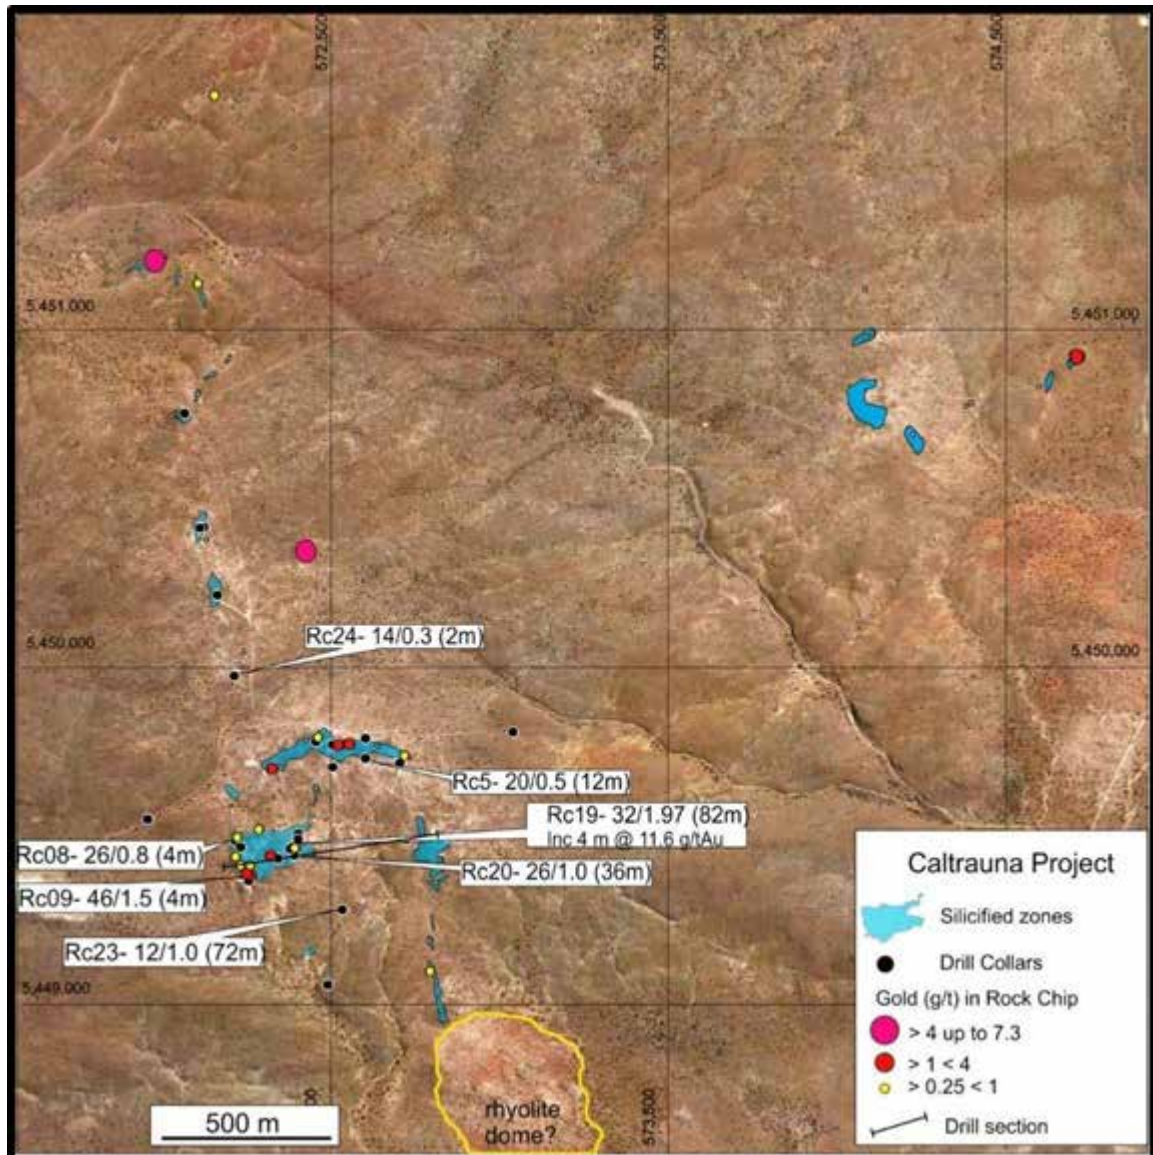 572,500
573,500
574,500
5,451,000
5,451,000
5,450,000
5,450,000
Rc24- 14/0.3 (2m)
Rc5- 20/0.5 (12m)
Rc19- 32/1.97 (82m)
Inc 4 m @ 11.6 g/tAu
Rc08- 26/0.8 (4m)
Rc20- 26/1.0 (36m)
Rc09- 46/1.5 (4m)
Rc23- 12/1.0 (72m)
5,449,000
573,500
rhyolite
dome?
500 m
Caltrauna Project
Silicified zones
Drill Collars
Gold (g/t) in Rock Chip
> 4 up to 7.3
> 1 < 4
> 0.25 < 1
Drill section